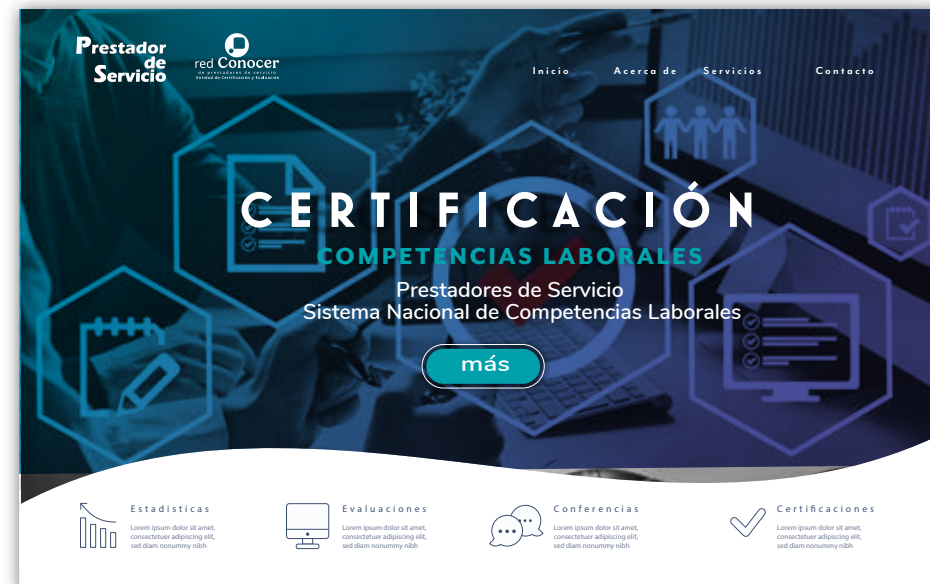 Prestador
de
Servicio
red Conocer
de prestadores de servicio
Entidad de Certificación y Evaluación
Inicio
Acerca de
Servicios
Contacto
CERTIFICACIÓN
COMPETENCIAS LABORALES
Prestadores de Servicio
Sistema Nacional de Competencias Laborales
más
Estadisticas
Lorem ipsum dolor sit amet,
consectetuer adipiscing elit,
sed diam nonummy nibh
Evaluaciones
Lorem ipsum dolor sit amet,
consectetuer adipiscing elit,
sed diam nonummy nibh
Conferencias
Lorem ipsum dolor sit amet,
consectetuer adipiscing elit,
sed diam nonummy nibh
Certificaciones
Lorem ipsum dolor sit amet,
consectetuer adipiscing elit,
sed diam nonummy nibh